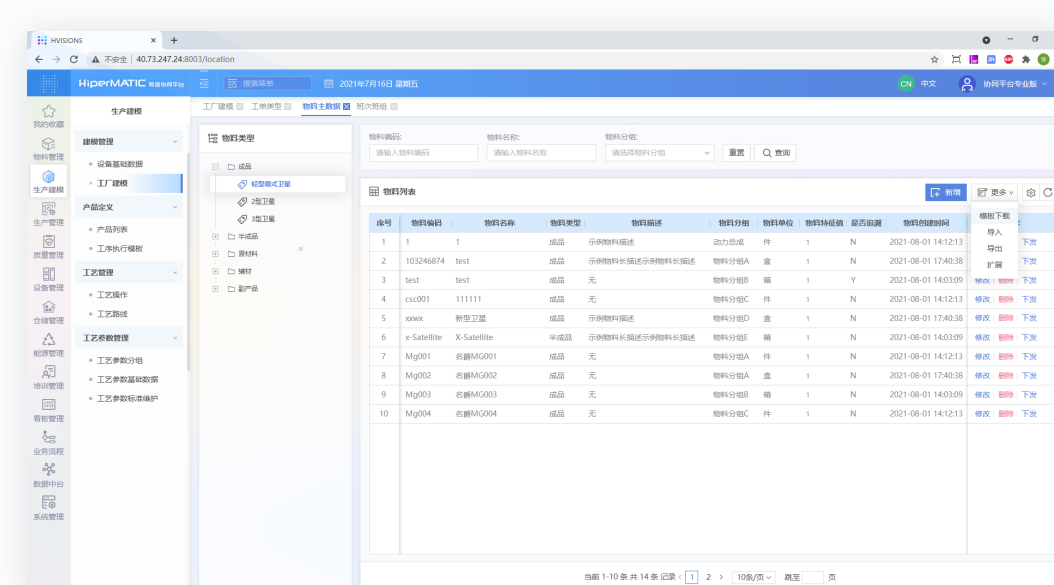 HVISIONS
不安全 | 40.73.247.24:8003/location
HiperMATIC 智造协同平台 搜索菜单 2021年7月16日 星期五 CN 中文 协同平台专业版
我的收藏
物料管理
生产建模
生产管理
质量管理
设备管理
仓储管理
能源管理
培训管理
看板管理
业务流程
数据中台
系统管理
生产建模
建模管理
设备基础数据
工厂建模
产品定义
产品列表
工序执行模板
工艺管理
工艺操作
工艺路线
工艺参数管理
工艺参数分组
工艺参数基础数据
工艺参数标准维护
工厂建模 工单类型 物料主数据 班次班组
物料类型
成品
轻型箱式卫星
2型卫星
3型卫星
半成品
原材料
辅材
副产品
物料编码: 物料名称: 物料分组:
请输入物料编码 请输入物料名称 请选择物料分组 重置 查询
物料列表 新增 更多
模板下载
导入
导出
扩展
序号 物料编码 物料名称 物料类型 物料描述 物料分组 物料单位 物料特征值 是否追溯 物料创建时间
1 1 1 成品 示例物料描述 动力总成 件 1 N 2021-08-01 14:12:13 下发
2 103246874 test 成品 示例物料长描述示例物料长描述 物料分组A 盒 1 N 2021-08-01 17:40:38 下发
3 test test 成品 无 物料分组B 箱 1 Y 2021-08-01 14:03:09 修改 删除 下发
4 csc001 111111 成品 无 物料分组C 件 1 N 2021-08-01 14:12:13 修改 删除 下发
5 xxwx 新型卫星 成品 示例物料描述 物料分组D 盒 1 N 2021-08-01 17:40:38 修改 删除 下发
6 x-Satellite X-Satellite 半成品 示例物料长描述示例物料长描述 物料分组E 箱 1 N 2021-08-01 14:03:09 修改 删除 下发
7 Mg001 名爵MG001 成品 无 物料分组A 件 1 N 2021-08-01 14:12:13 修改 删除 下发
8 Mg002 名爵MG002 成品 无 物料分组A 盒 1 N 2021-08-01 17:40:38 修改 删除 下发
9 Mg003 名爵MG003 成品 无 物料分组B 箱 1 N 2021-08-01 14:03:09 修改 删除 下发
10 Mg004 名爵MG004 成品 无 物料分组C 件 1 N 2021-08-01 14:12:13 修改 删除 下发
当前 1-10 条 共 14 条 记录 1 2 10条/页 跳至 页